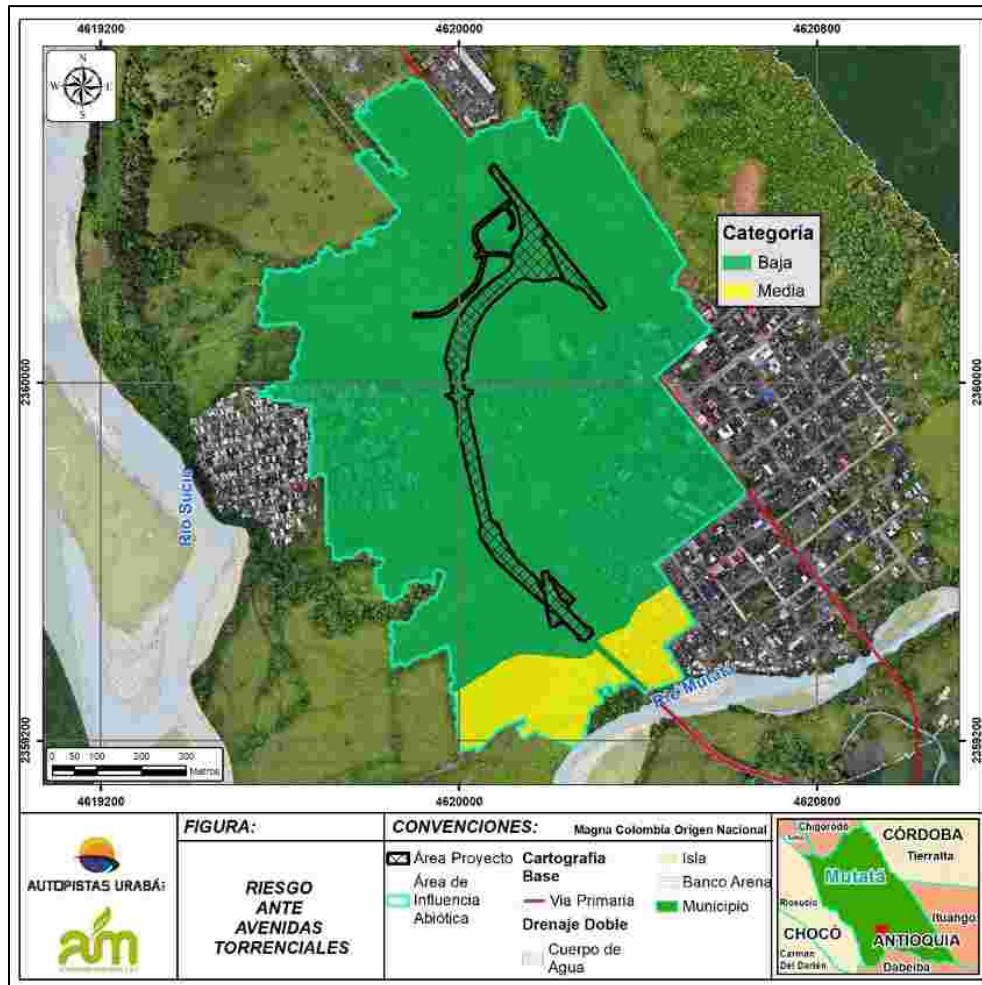 4619200 4620000 4620800
N
W E
S
Categoría
Baja
Media
2360000 2360000
Río Sucio
Río Mutatá
2359200 2359200
0 50 100 200 300
Metros
4619200 4620000 4620800
AUTOPISTAS URABÁ
FIGURA:
RIESGO
ANTE
AVENIDAS
TORRENCIALES
CONVENCIONES: Magna Colombia Origen Nacional
Área Proyecto
Área de
Influencia
Abiótica
Cartografía
Base
Vía Primaria
Drenaje Doble
Cuerpo de
Agua
Isla
Banco Arena
Municipio
Chigorodó
CÓRDOBA
Tierralta
Mutatá
Riosucio
Ituango
CHOCÓ
ANTIOQUIA
Carmen
Del Darién
Dabeiba